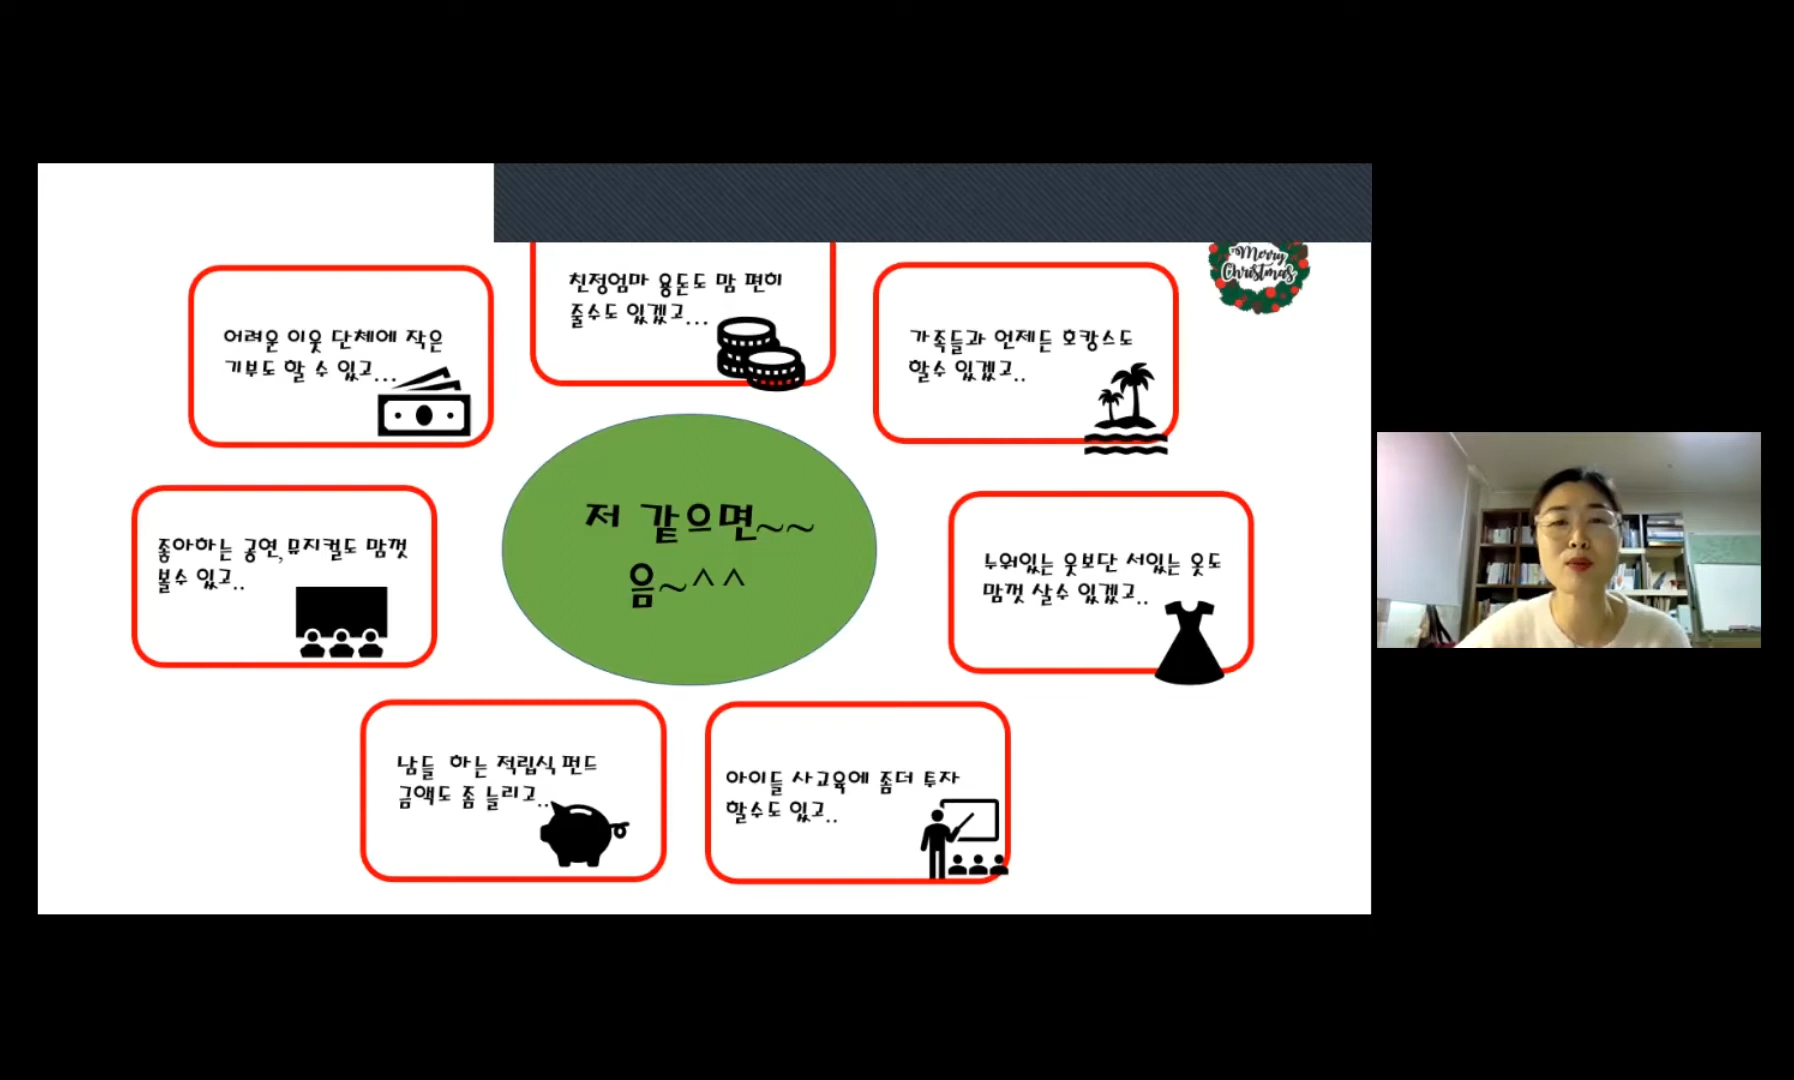 친정엄마 용돈도 맘 편히
줄수도 있겠고...
Merry
Christmas
어려운 이웃 단체에 작은
기부도 할 수 있고...
가족들과 언제든 호캉스도
할수 있겠고..
저 같으면~~
음~^^
좋아하는 공연,뮤지컬도 맘껏
볼수 있고..
누워있는 옷보단 서있는 옷도
맘껏 살수 있겠고..
남들 하는 적립식 펀드
금액도 좀 늘리고..
아이들 사교육에 좀더 투자
할수도 있고..